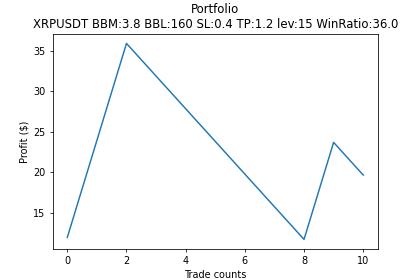 Portfolio
XRPUSDT BBM:3.8 BBL:160 SL:0.4 TP:1.2 lev:15 WinRatio:36.0
35
30
25
20
15
Profit ($)
0 2 4 6 8 10
Trade counts